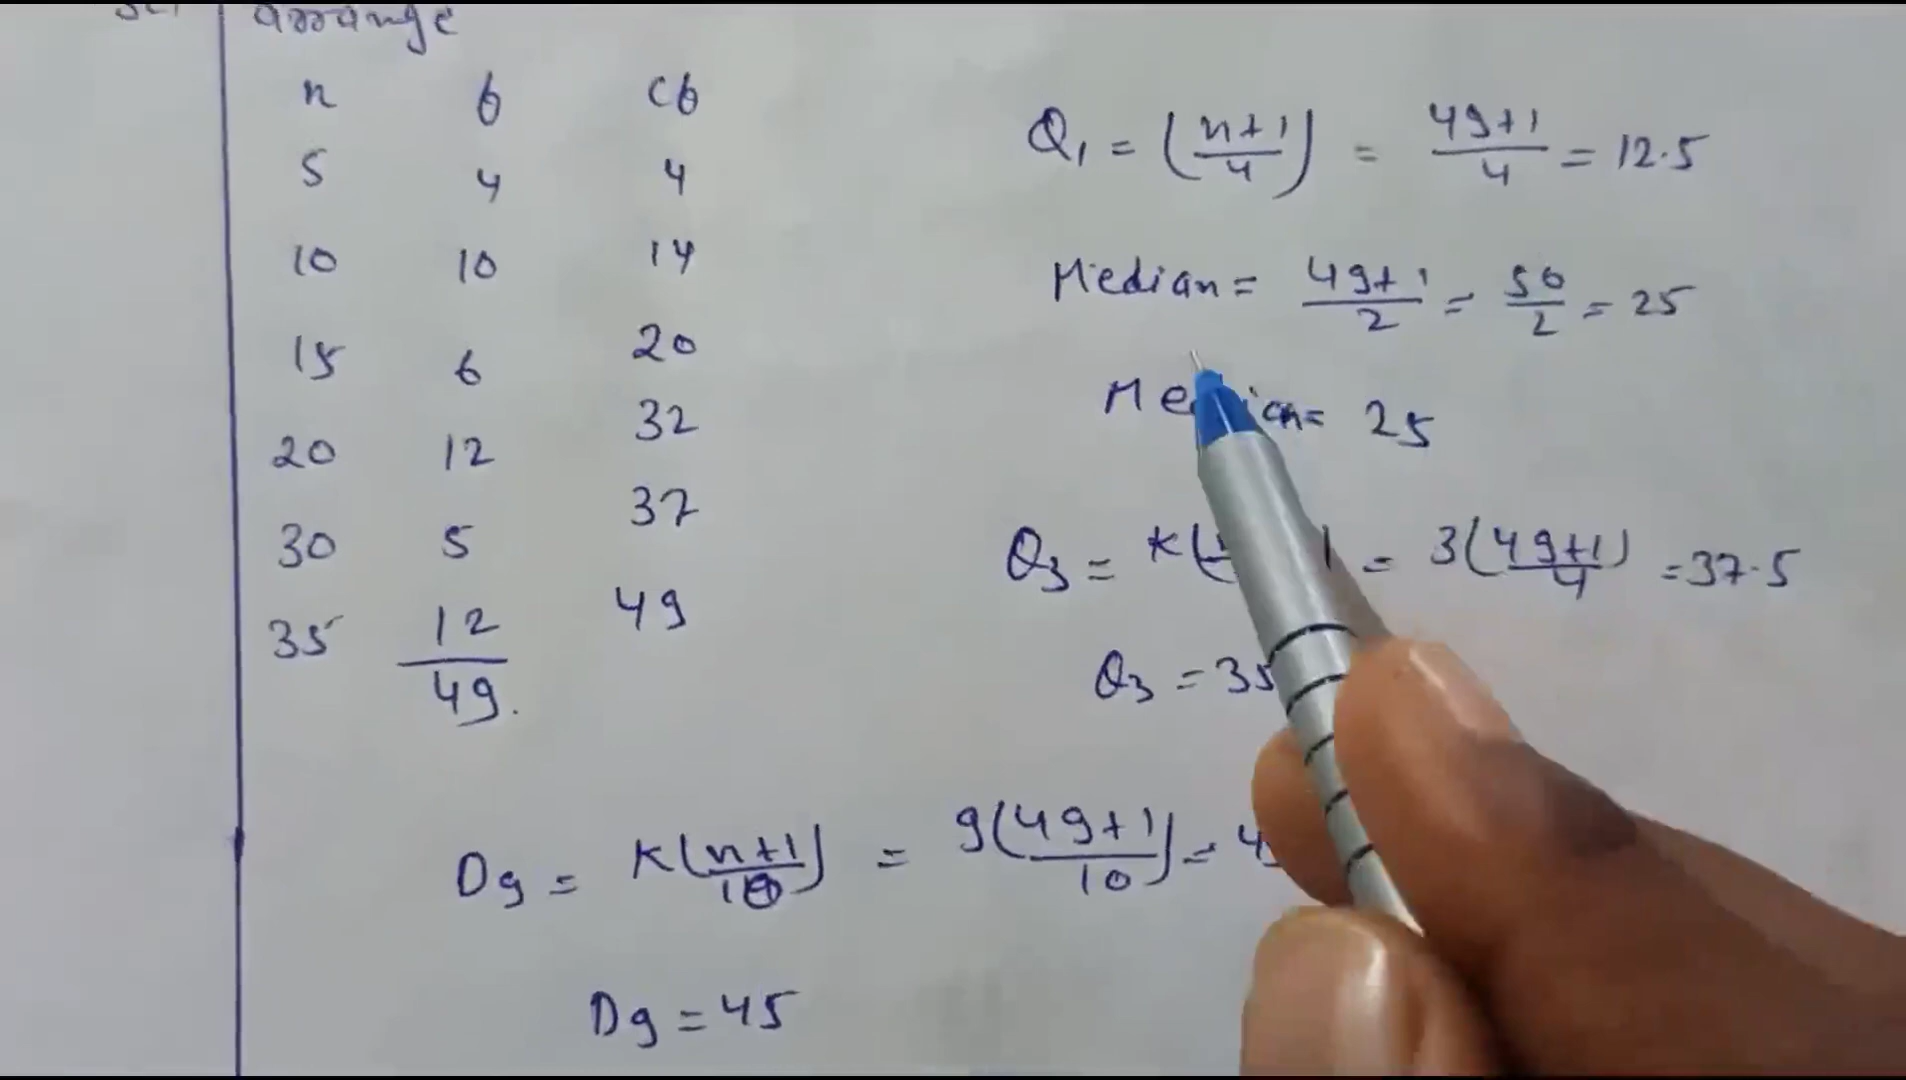 arrange
x f cf
5 4 4
10 10 14
15 6 20
20 12 32
30 5 37
35 12 49
49.
Q₁ = (n+1/4) = 49+1/4 = 12.5
Median = 49+1/2 = 50/2 = 25
= 25
Q₃ = K( = 3(49+1/4) = 37.5
Q₃ = 35
D9 = K(n+1/10) = 9(49+1/10) =
D9 = 45